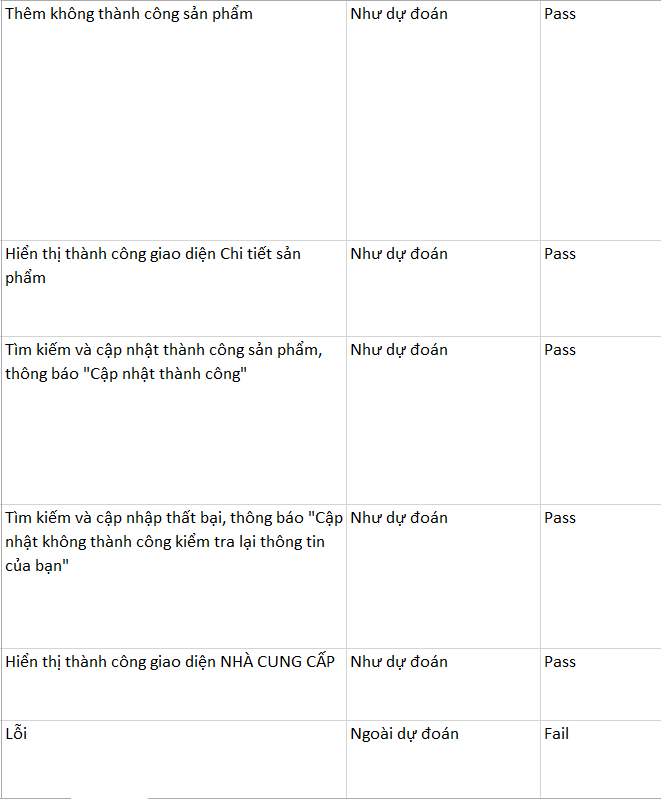 Thêm không thành công sản phẩm Như dự đoán Pass
Hiển thị thành công giao diện Chi tiết sản Như dự đoán Pass
phẩm
Tìm kiếm và cập nhật thành công sản phẩm, Như dự đoán Pass
thông báo "Cập nhật thành công"
Tìm kiếm và cập nhập thất bại, thông báo "Cập Như dự đoán Pass
nhật không thành công kiểm tra lại thông tin
của bạn"
Hiển thị thành công giao diện NHÀ CUNG CẤP Như dự đoán Pass
Lỗi Ngoài dự đoán Fail